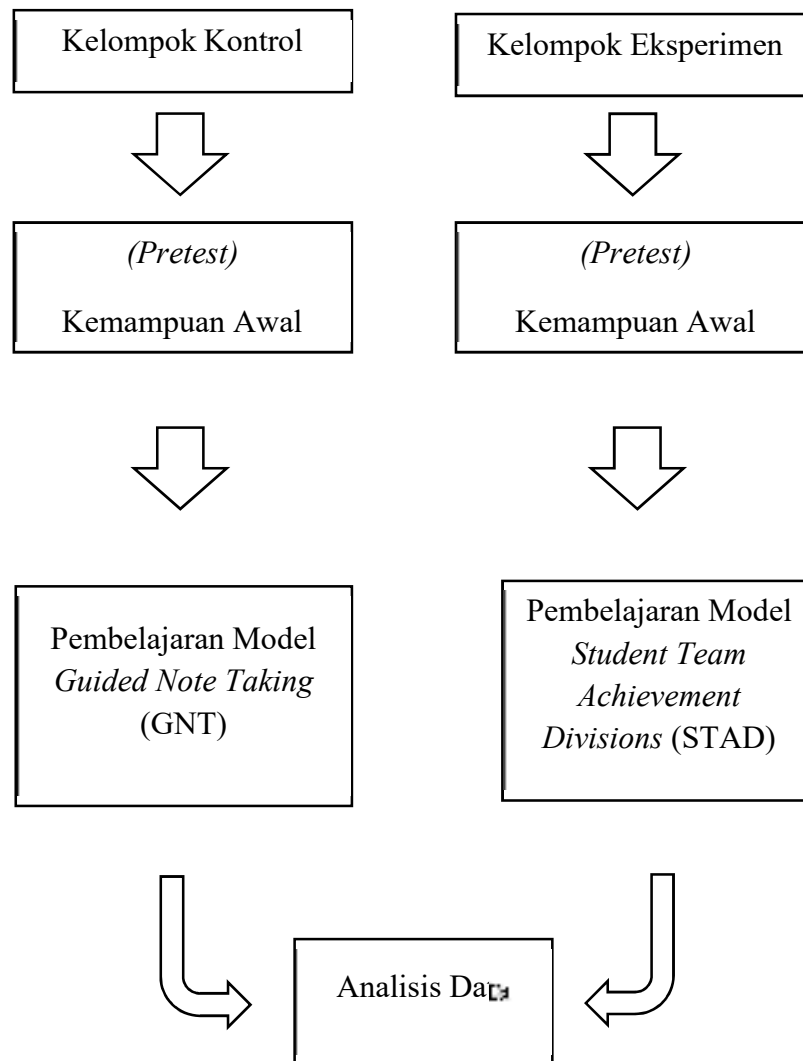 Kelompok Kontrol
Kelompok Eksperimen
(Pretest)
Kemampuan Awal
(Pretest)
Kemampuan Awal
Pembelajaran Model
Guided Note Taking
(GNT)
Pembelajaran Model
Student Team
Achievement
Divisions (STAD)
Analisis